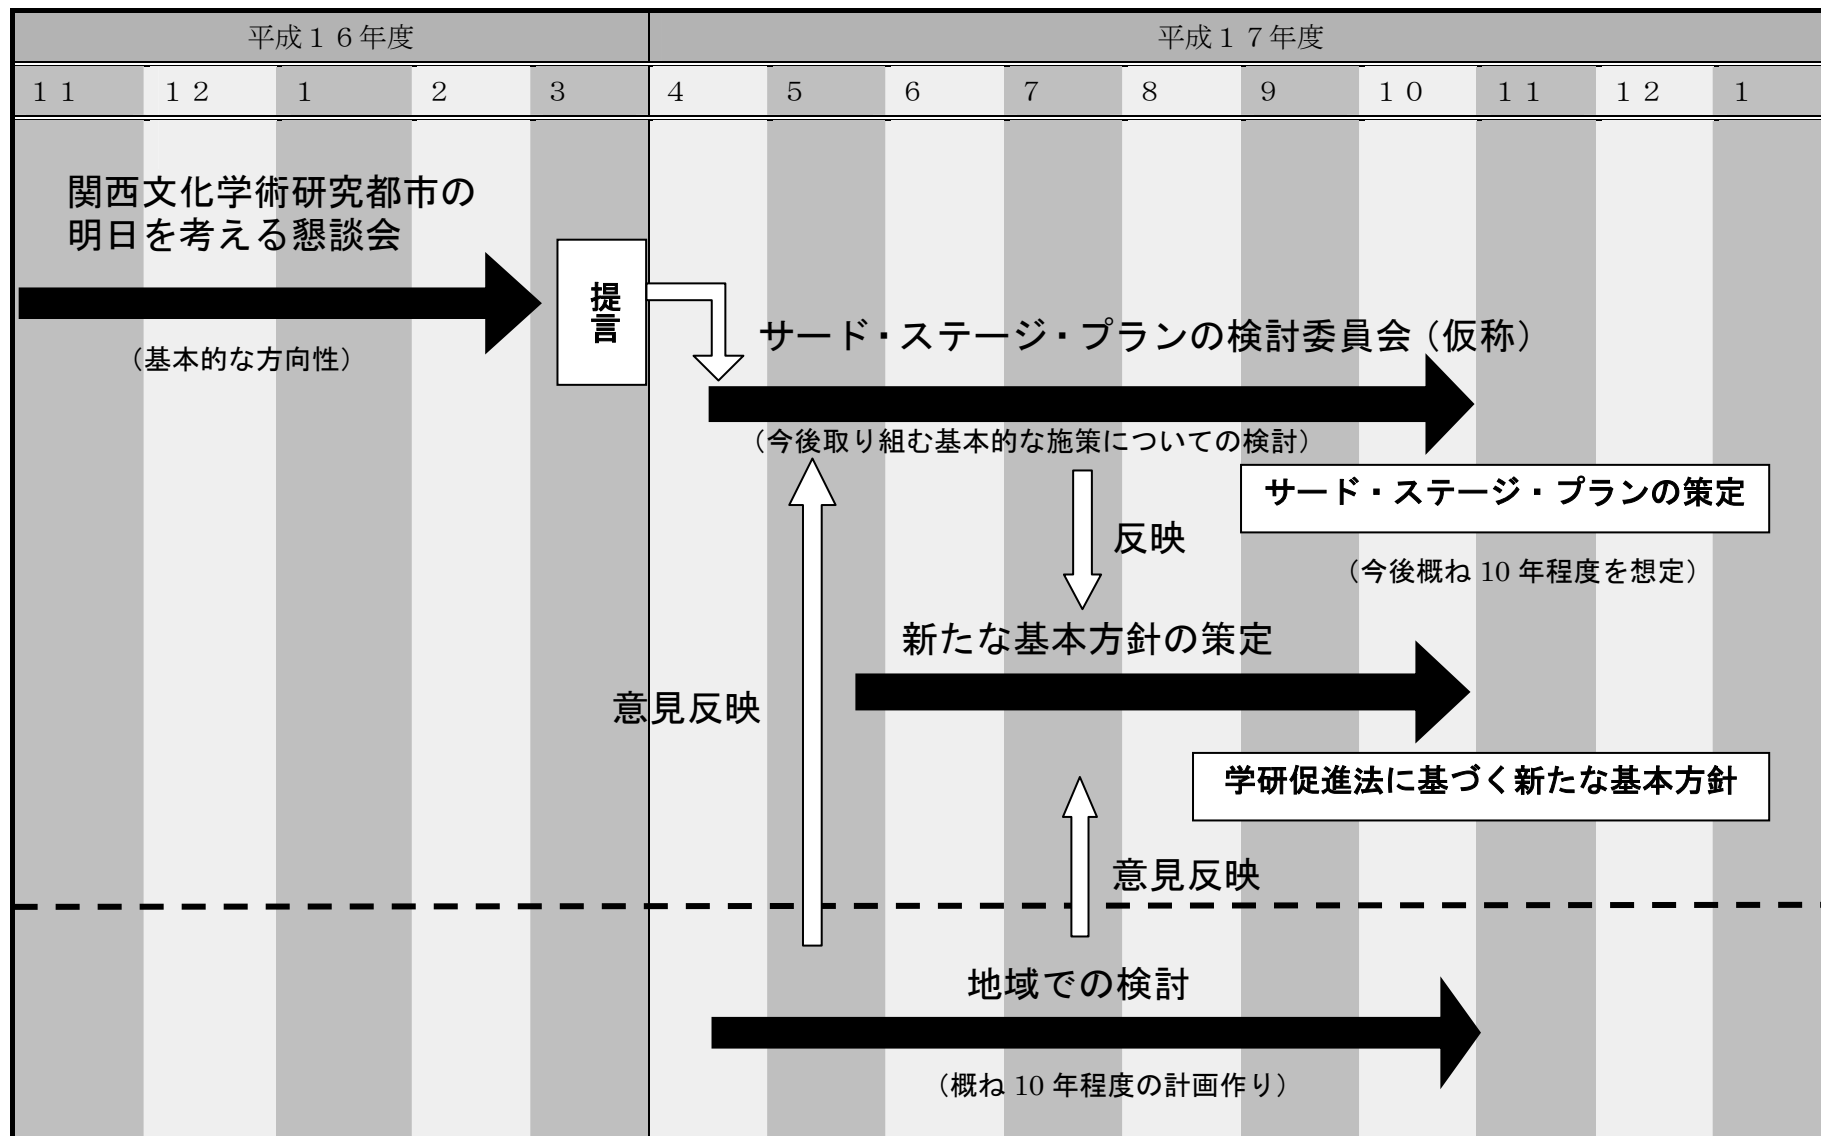 平成１６年度
平成１７年度
１１ １２ １ ２ ３ ４ ５ ６ ７ ８ ９ １０ １１ １２ １
関西文化学術研究都市の
明日を考える懇談会
（基本的な方向性）
提言
サード・ステージ・プランの検討委員会（仮称）
（今後取り組む基本的な施策についての検討）
サード・ステージ・プランの策定
反映
（今後概ね 10 年程度を想定）
新たな基本方針の策定
意見反映
学研促進法に基づく新たな基本方針
意見反映
地域での検討
（概ね 10 年程度の計画作り）